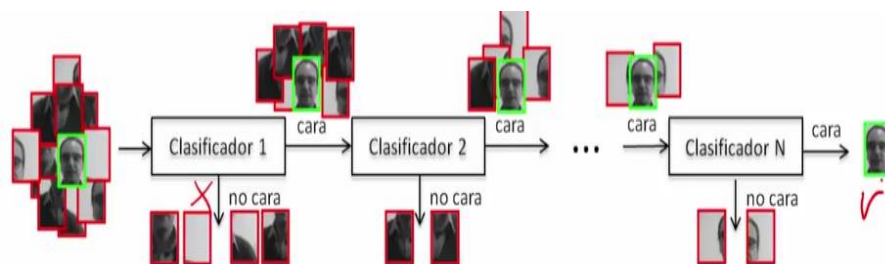 cara
cara
cara
cara
Clasificador 1
Clasificador 2
...
Clasificador N
no cara
no cara
no cara